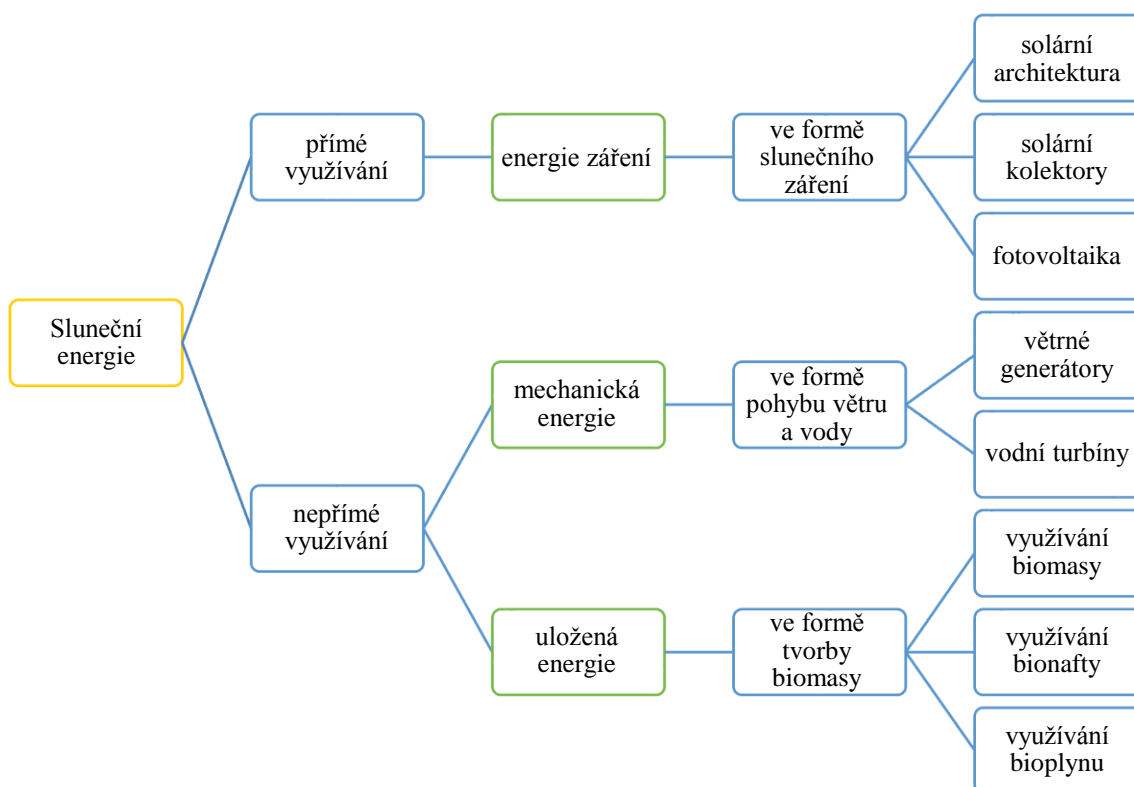 Sluneční
energie
přímé
využívání
energie záření
ve formě
slunečního
záření
solární
architektura
solární
kolektory
fotovoltaika
nepřímé
využívání
mechanická
energie
ve formě
pohybu větru
a vody
větrné
generátory
vodní turbíny
uložená
energie
ve formě
tvorby
biomasy
využívání
biomasy
využívání
bionafty
využívání
bioplynu